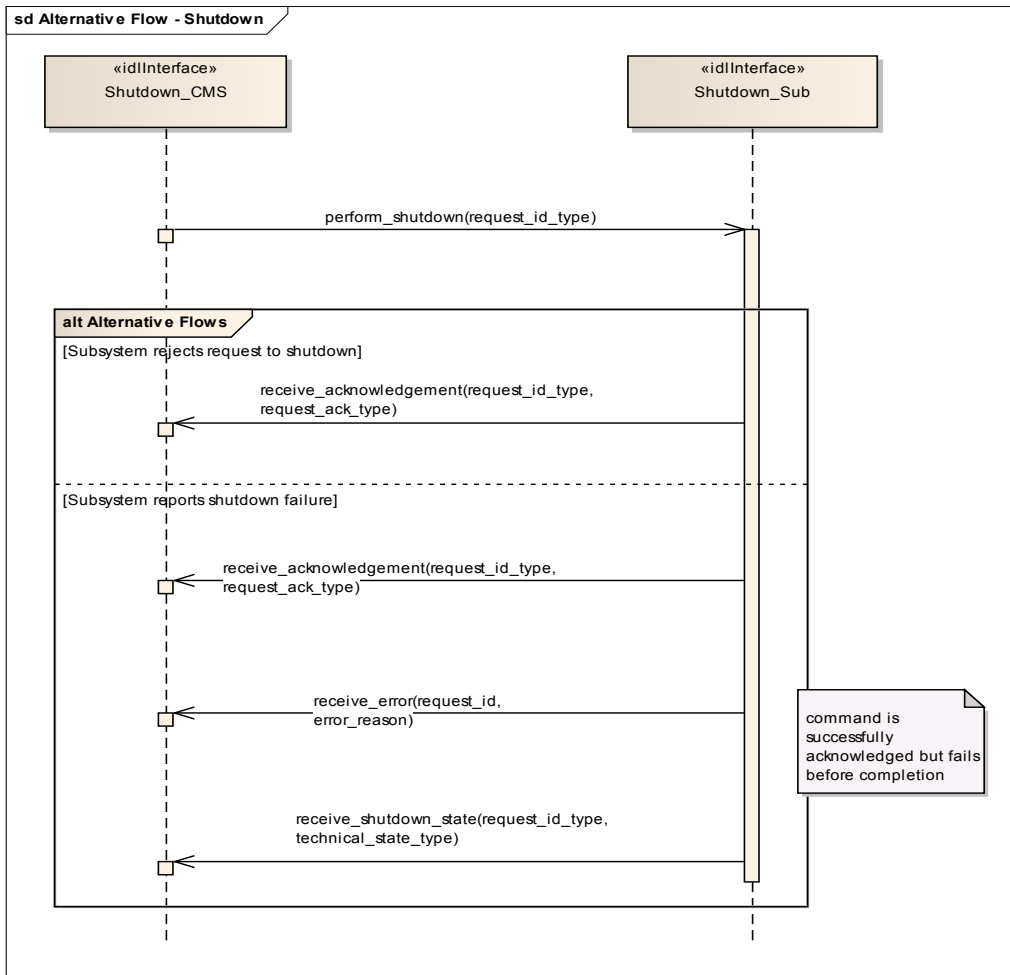 sd Alternative Flow - Shutdown
«idlInterface»
Shutdown_CMS
«idlInterface»
Shutdown_Sub
perform_shutdown(request_id_type)
alt Alternative Flows
[Subsystem rejects request to shutdown]
receive_acknowledgement(request_id_type,
request_ack_type)
[Subsystem reports shutdown failure]
receive_acknowledgement(request_id_type,
request_ack_type)
receive_error(request_id,
error_reason)
command is
successfully
acknowledged but fails
before completion
receive_shutdown_state(request_id_type,
technical_state_type)